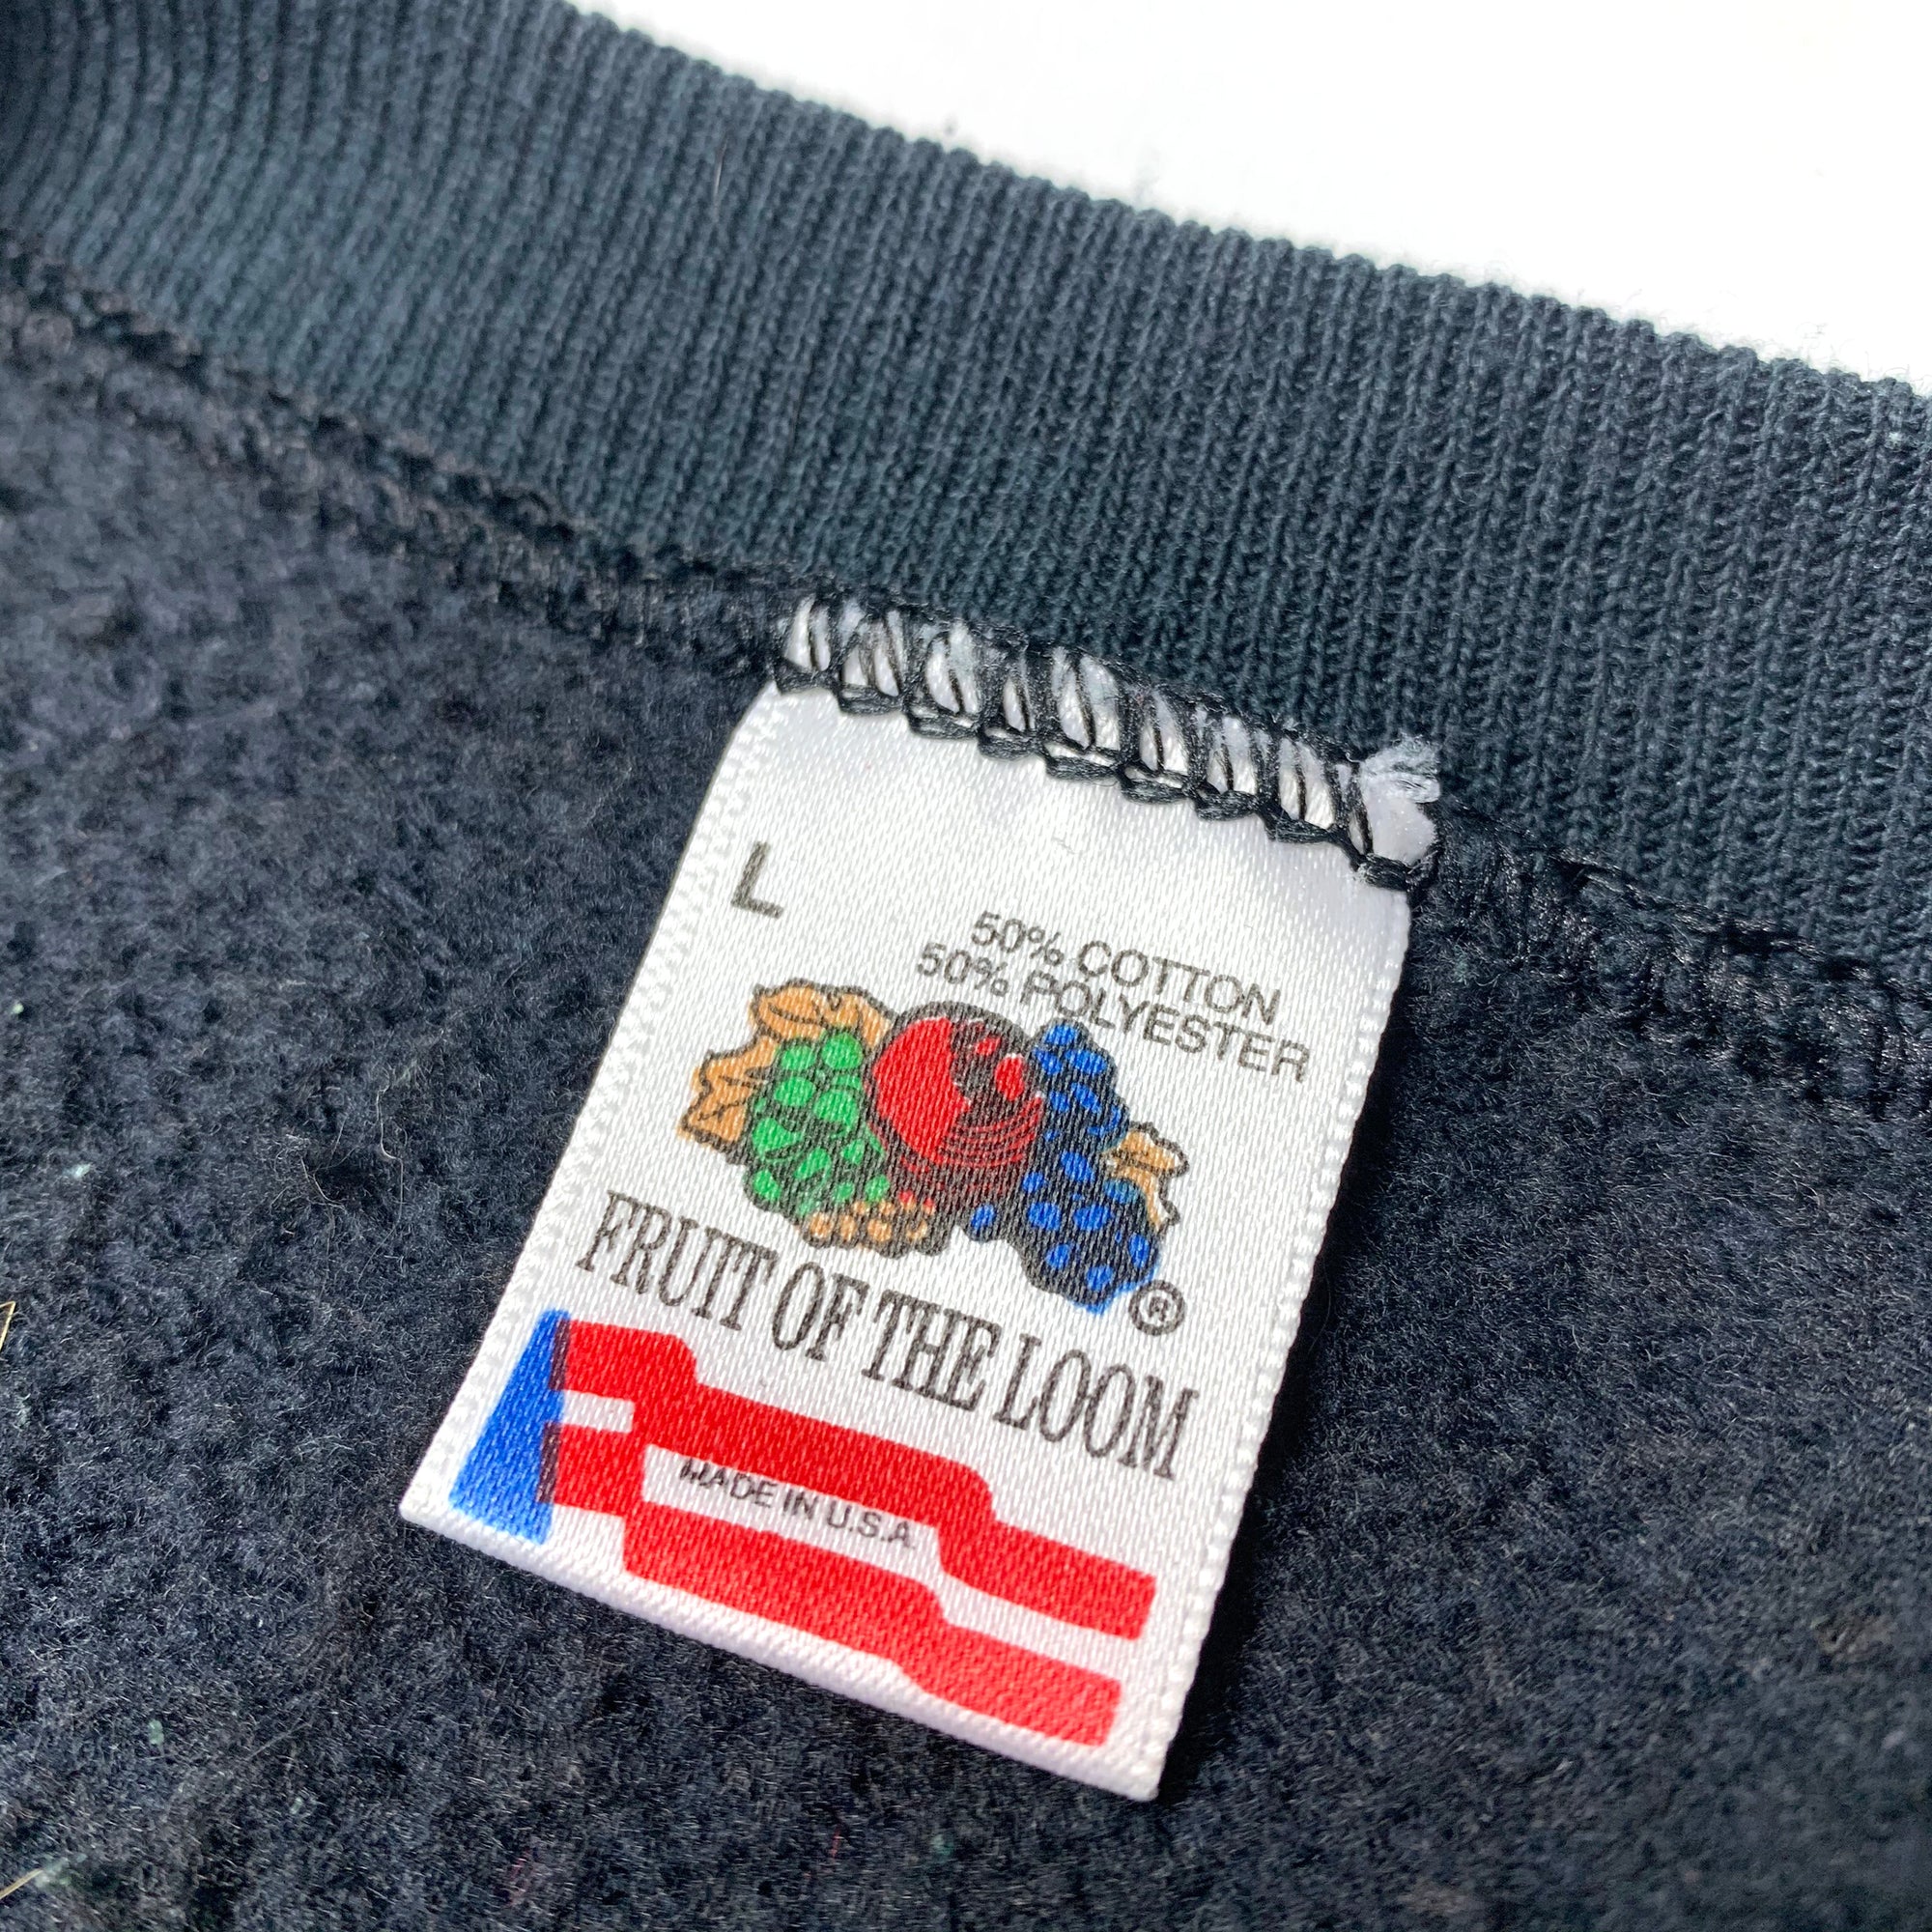 L
50% COTTON
50% POLYESTER
®
FRUIT OF THE LOOM
MADE IN U.S.A.